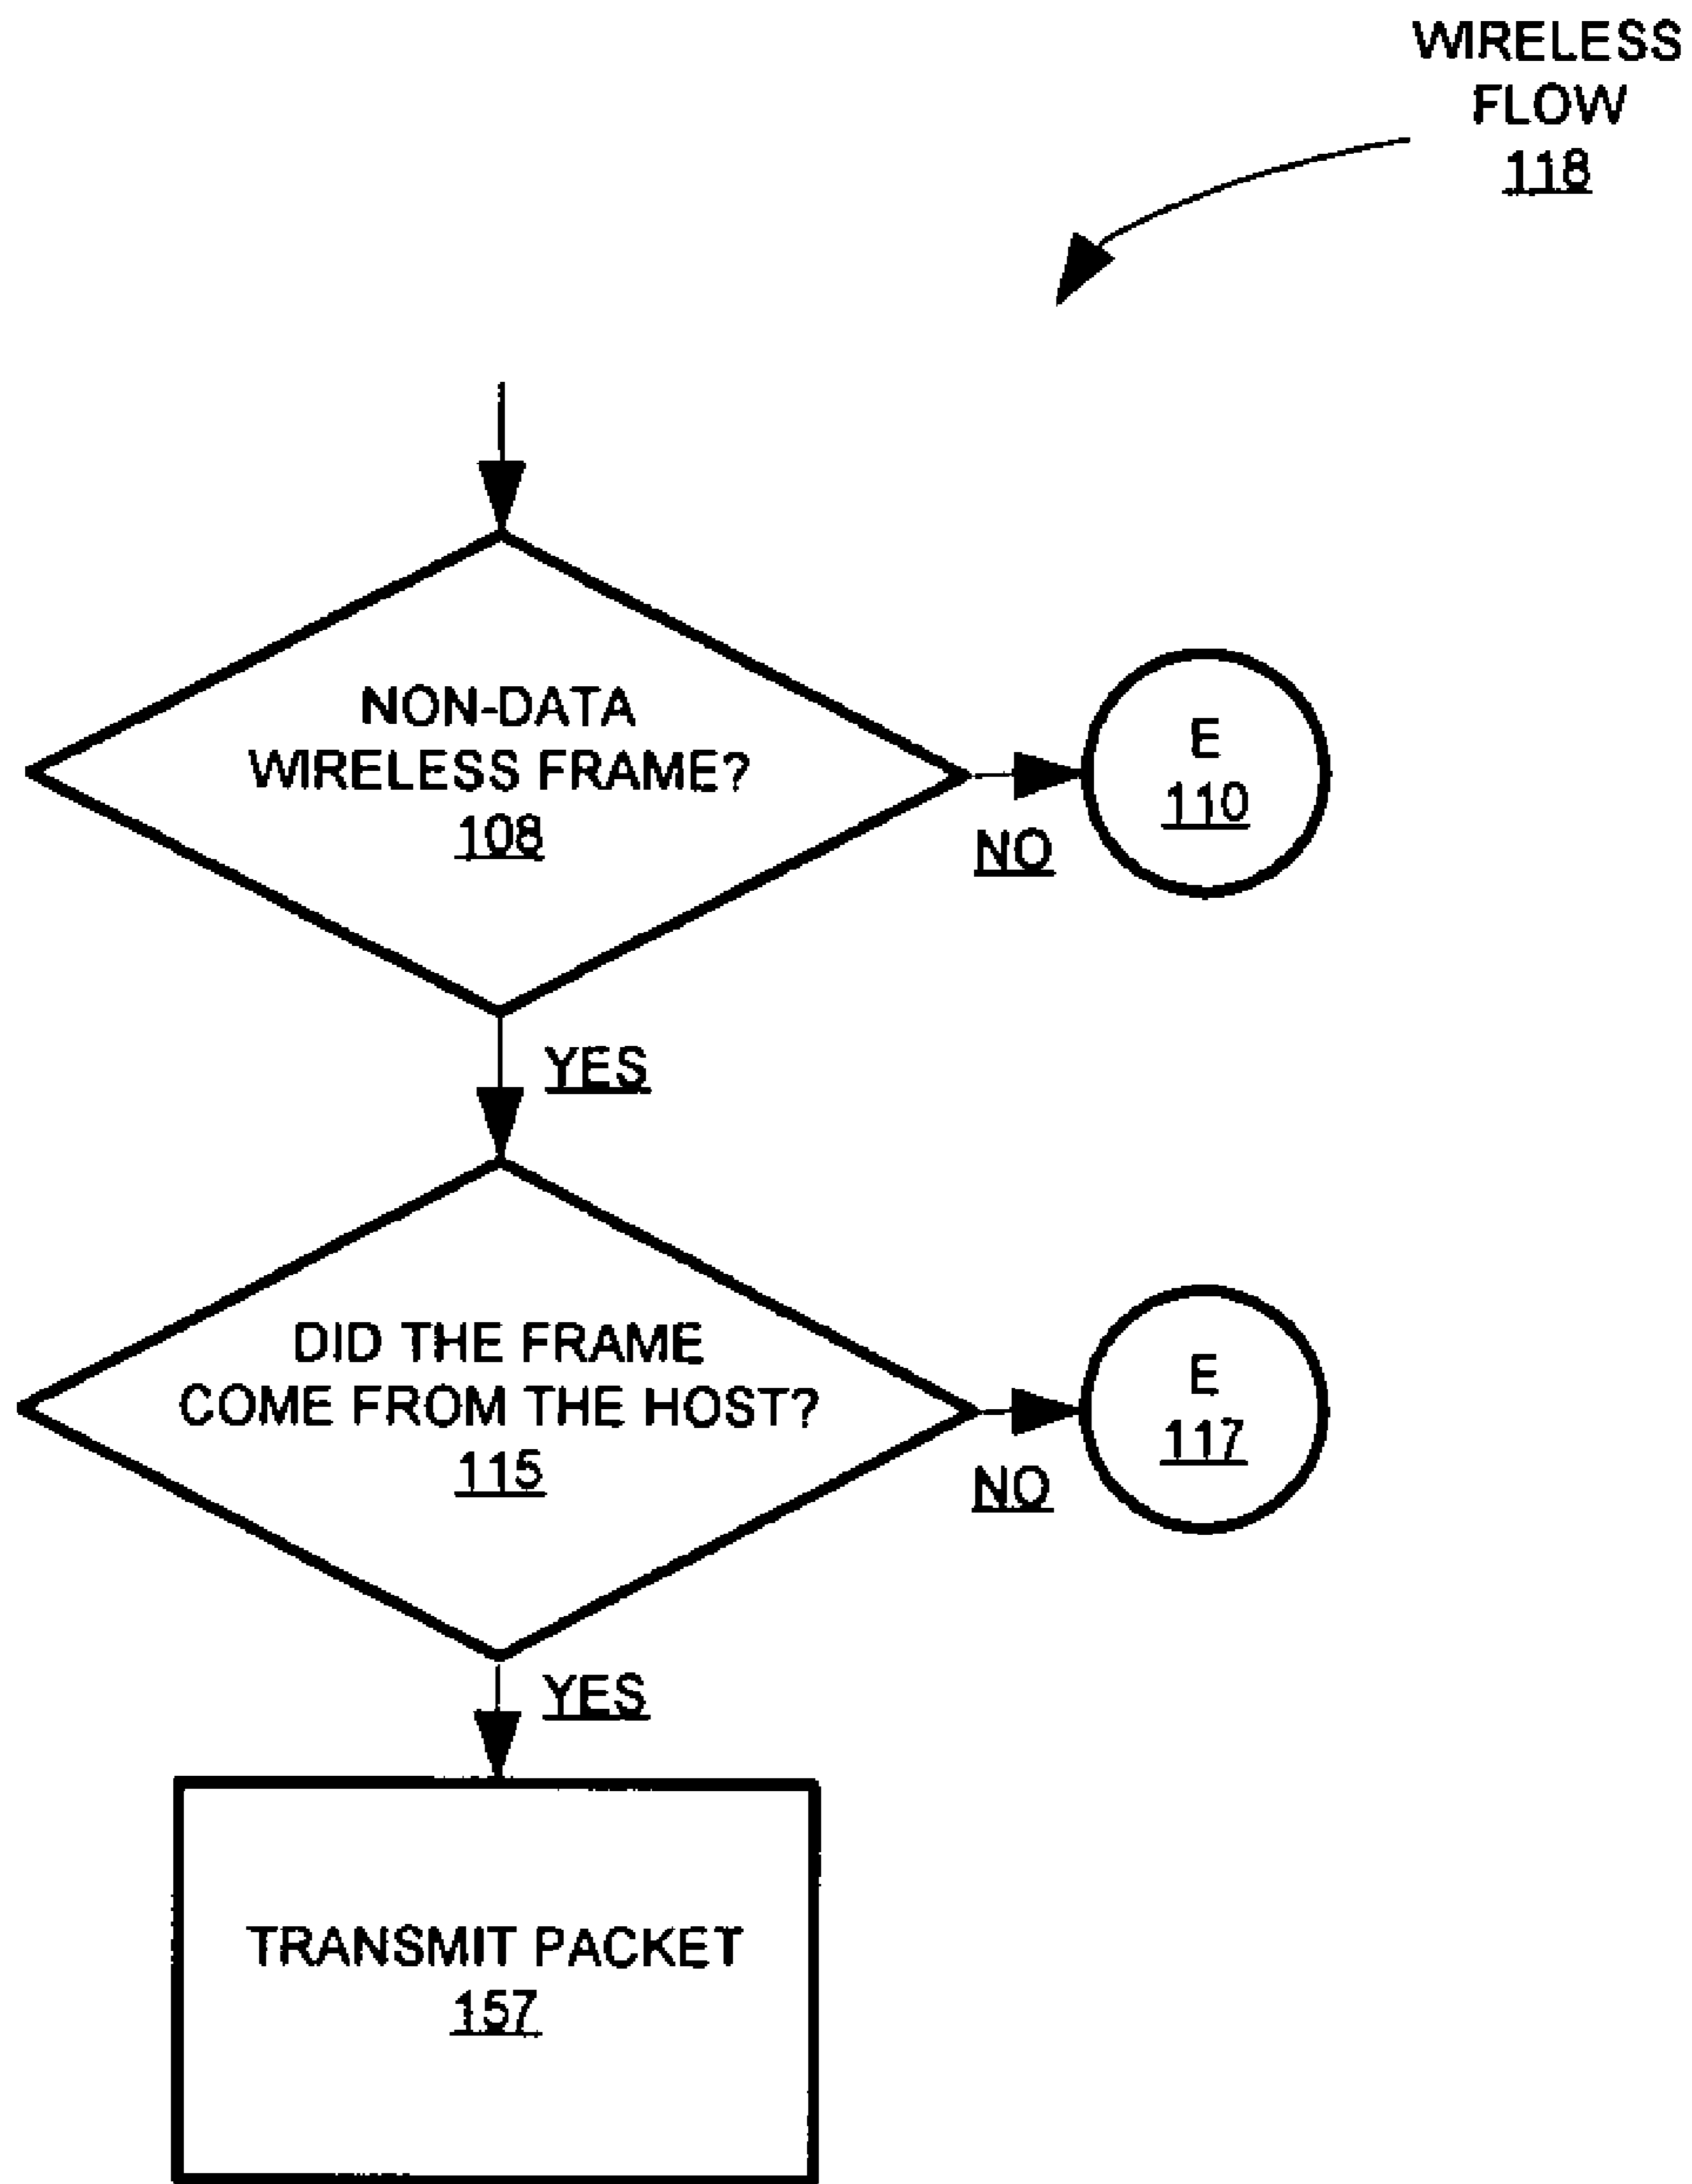 WIRELESS
FLOW
118
NON-DATA
WIRELESS FRAME?
108
E
110
NO
YES
DID THE FRAME
COME FROM THE HOST?
115
E
117
NO
YES
TRANSMIT PACKET
157